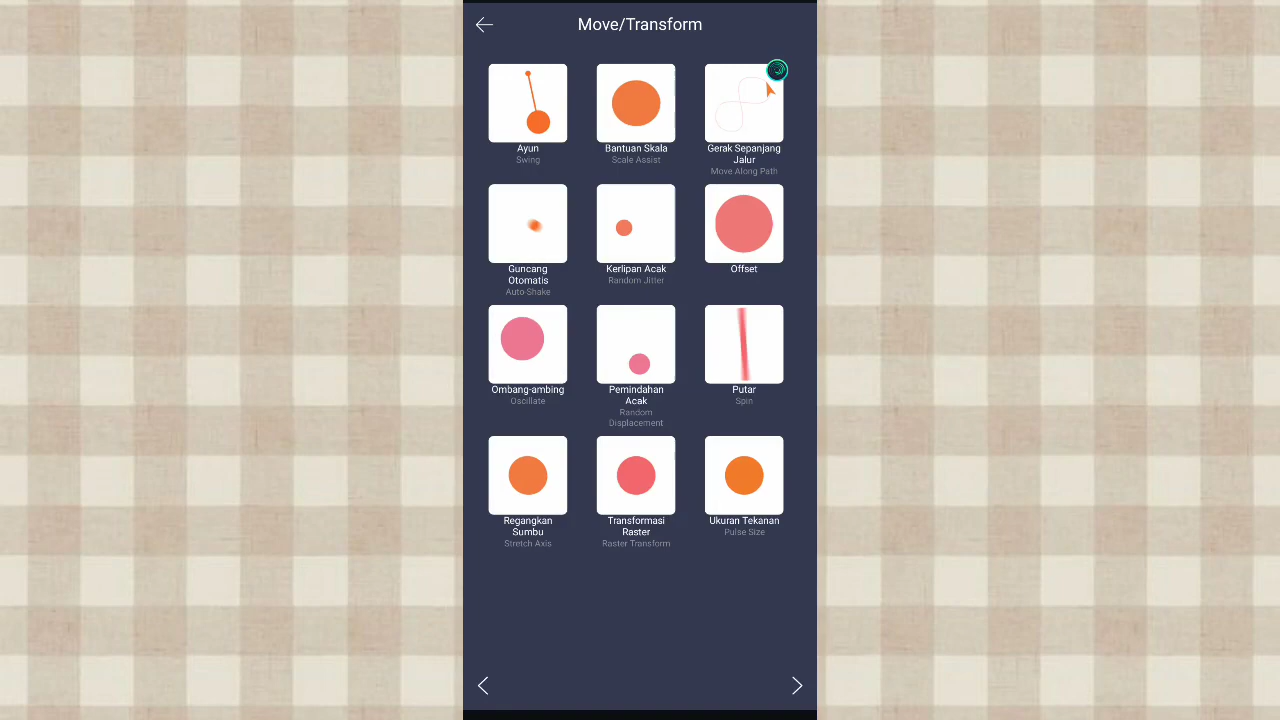 Move/Transform
Ayun
Swing
Bantuan Skala
Scale Assist
Gerak Sepanjang
Jalur
Move Along Path
Guncang
Otomatis
Auto-Shake
Kerlipan Acak
Random Jitter
Offset
Ombang-ambing
Oscillate
Pemindahan
Acak
Random
Displacement
Putar
Spin
Regangkan
Sumbu
Stretch Axis
Transformasi
Raster
Raster Transform
Ukuran Tekanan
Pulse Size